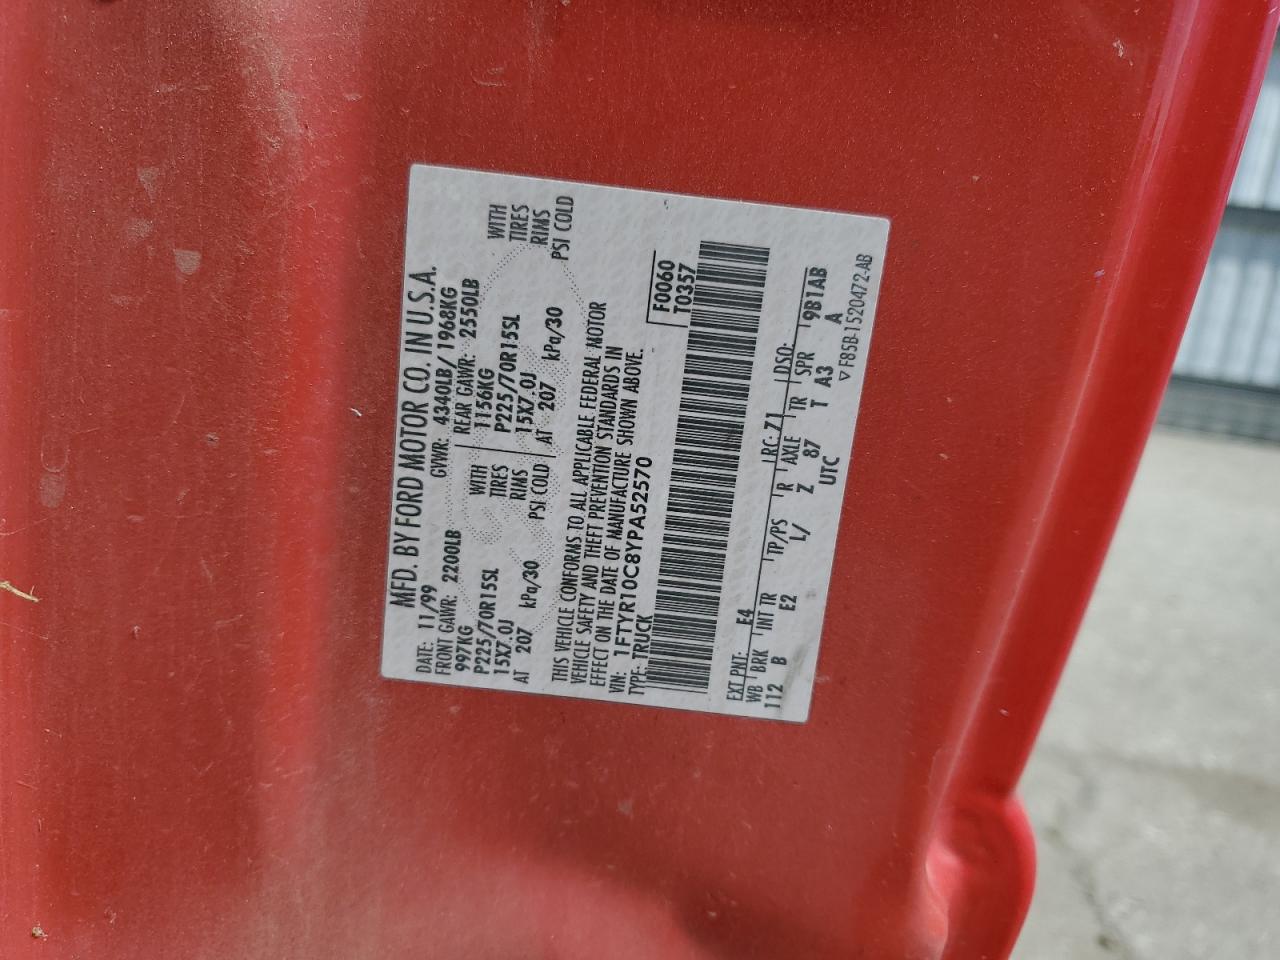 MFD. BY FORD MOTOR CO. IN U.S.A.
DATE: 11/99 GVWR: 4340LB/ 1968KG
FRONT GAWR: 2200LB REAR GAWR: 2550LB
997KG WITH 1156KG WITH
P225/70R15SL TIRES P225/70R15SL TIRES
15X7.0J RIMS 15X7.0J RIMS
AT 207 kPa/30 PSI COLD AT 207 kPa/30 PSI COLD
THIS VEHICLE CONFORMS TO ALL APPLICABLE FEDERAL MOTOR
VEHICLE SAFETY AND THEFT PREVENTION STANDARDS IN
EFFECT ON THE DATE OF MANUFACTURE SHOWN ABOVE.
VIN: 1FTYR10C8YPA52570 F0060
TYPE: TRUCK T0357
EXT PNT: E4 RC: 71 DSO:
WB BRK INT TR TP/PS R AXLE TR SPR 9B1AB
112 B E2 L/ Z 87 T A3 A
UTC ▽F85B-1520472-AB